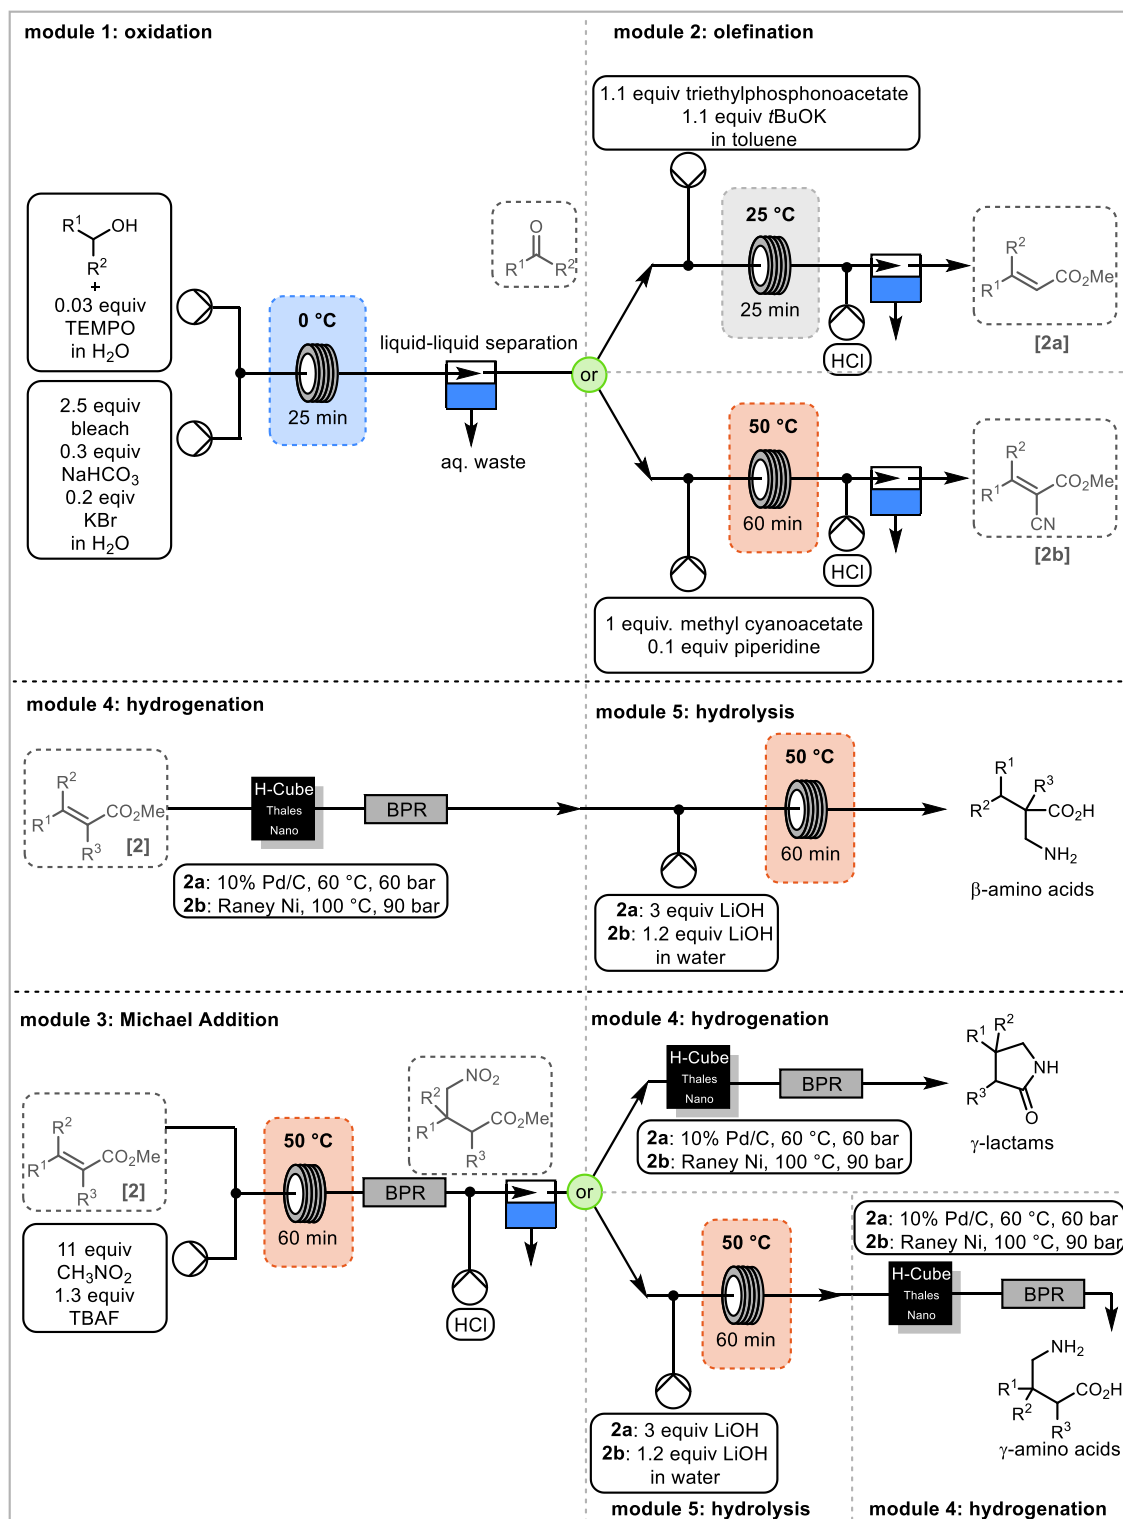 module 1: oxidation
module 2: olefination
1.1 equiv triethylphosphonoacetate
1.1 equiv tBuOK
in toluene
R¹
OH
R²
+
0.03 equiv
TEMPO
in H₂O
2.5 equiv
bleach
0.3 equiv
NaHCO₃
0.2 eqiv
KBr
in H₂O
0 °C
25 min
liquid-liquid separation
aq. waste
O
R¹
R²
or
25 °C
25 min
HCl
R²
R¹
CO₂Me
[2a]
50 °C
60 min
HCl
R²
R¹
CO₂Me
CN
[2b]
1 equiv. methyl cyanoacetate
0.1 equiv piperidine
module 4: hydrogenation
R²
CO₂Me
R¹
R³
[2]
H-Cube
Thales
Nano
BPR
2a: 10% Pd/C, 60 °C, 60 bar
2b: Raney Ni, 100 °C, 90 bar
module 5: hydrolysis
50 °C
60 min
2a: 3 equiv LiOH
2b: 1.2 equiv LiOH
in water
R¹
R³
R²
CO₂H
NH₂
β-amino acids
module 3: Michael Addition
R²
CO₂Me
R¹
R³
[2]
11 equiv
CH₃NO₂
1.3 equiv
TBAF
50 °C
60 min
BPR
HCl
NO₂
R²
CO₂Me
R¹
R³
or
module 4: hydrogenation
H-Cube
Thales
Nano
BPR
2a: 10% Pd/C, 60 °C, 60 bar
2b: Raney Ni, 100 °C, 90 bar
R²
R¹
NH
R³
O
γ-lactams
50 °C
60 min
2a: 3 equiv LiOH
2b: 1.2 equiv LiOH
in water
module 5: hydrolysis
2a: 10% Pd/C, 60 °C, 60 bar
2b: Raney Ni, 100 °C, 90 bar
H-Cube
Thales
Nano
BPR
NH₂
R¹
CO₂H
R²
R³
γ-amino acids
module 4: hydrogenation